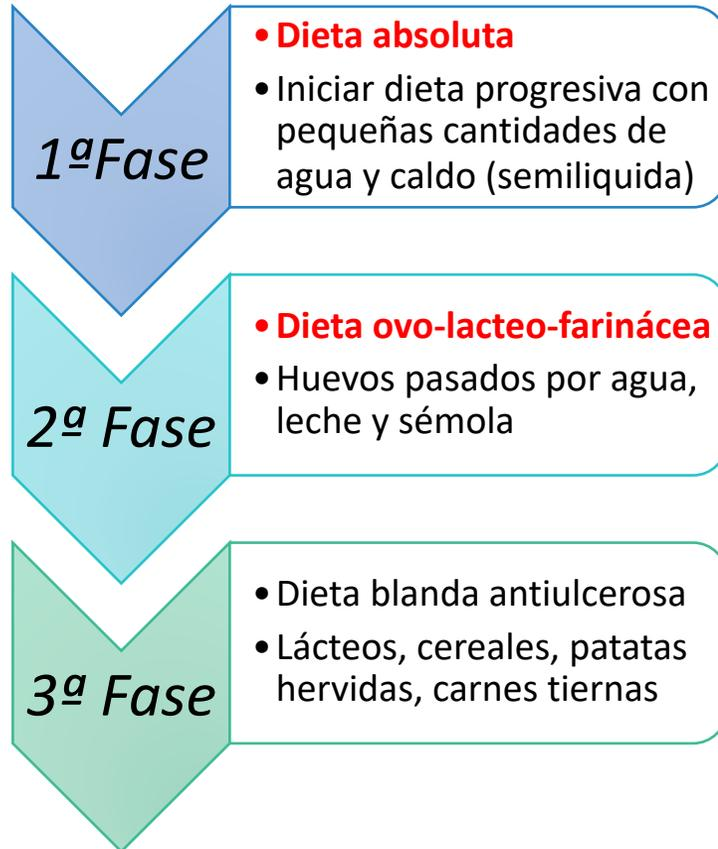 1ªFase
• Dieta absoluta
• Iniciar dieta progresiva con
pequeñas cantidades de
agua y caldo (semiliquida)
2ª Fase
• Dieta ovo-lacteo-farinácea
• Huevos pasados por agua,
leche y sémola
3ª Fase
• Dieta blanda antiulcerosa
• Lácteos, cereales, patatas
hervidas, carnes tiernas